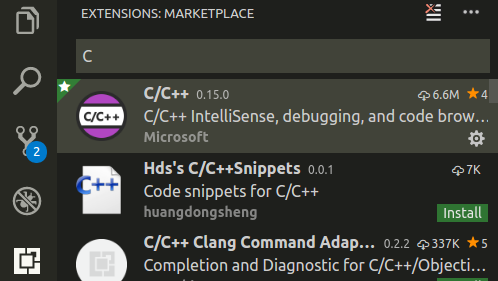 EXTENSIONS: MARKETPLACE
C
C/C++ 0.15.0 6.6M 4
C/C++ IntelliSense, debugging, and code brow...
Microsoft
2
Hds's C/C++Snippets 0.0.1 7K
Code snippets for C/C++
huangdongsheng Install
C/C++ Clang Command Adap... 0.2.2 337K 5
Completion and Diagnostic for C/C++/Objecti...